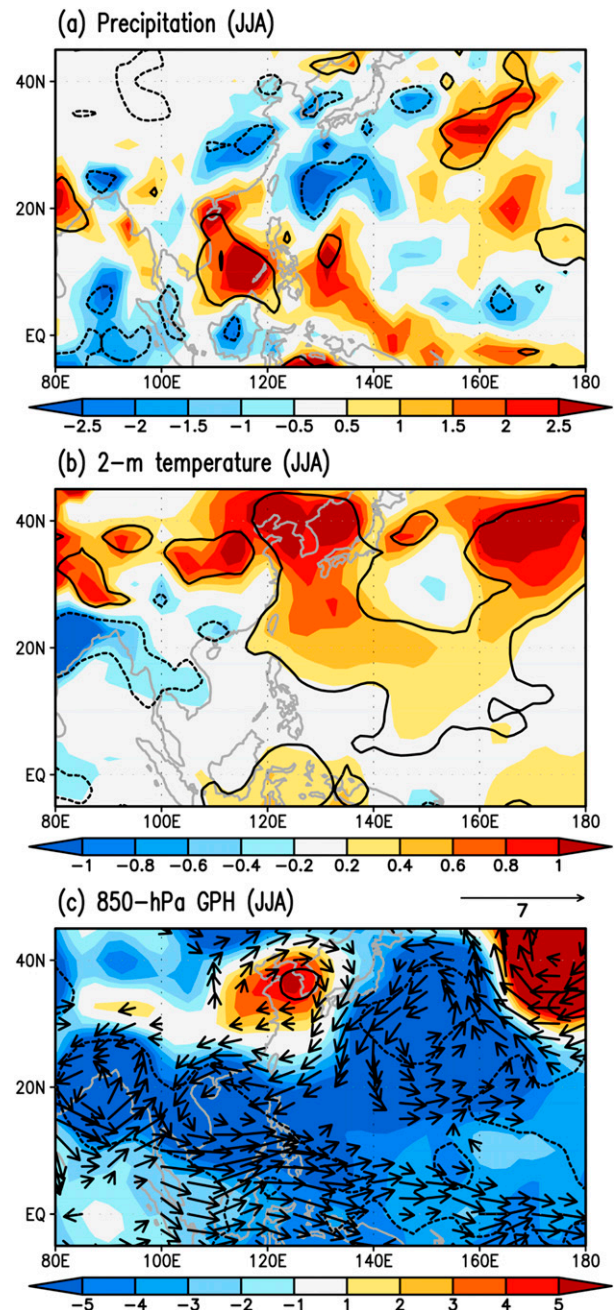 (a) Precipitation (JJA)
40N
20N
EQ
80E 100E 120E 140E 160E 180
−2.5 −2 −1.5 −1 −0.5 0.5 1 1.5 2 2.5
(b) 2−m temperature (JJA)
40N
20N
EQ
80E 100E 120E 140E 160E 180
−1 −0.8 −0.6 −0.4 −0.2 0.2 0.4 0.6 0.8 1
(c) 850−hPa GPH (JJA)
7
40N
20N
EQ
80E 100E 120E 140E 160E 180
−5 −4 −3 −2 −1 1 2 3 4 5